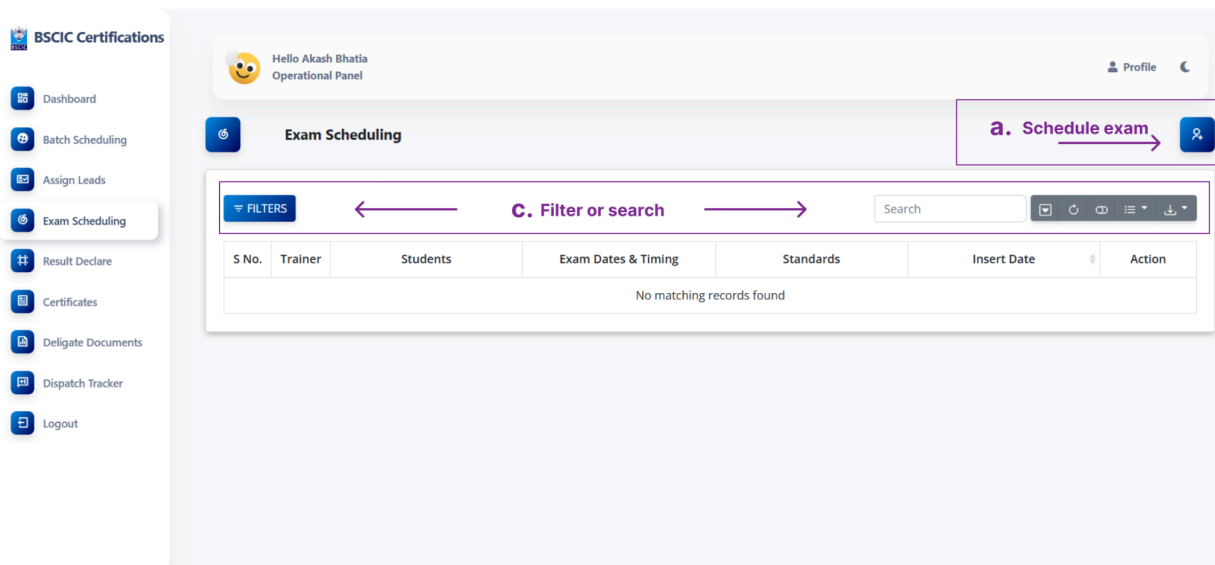 BSCIC
BSCIC Certifications
Dashboard
Batch Scheduling
Assign Leads
Exam Scheduling
Result Declare
Certificates
Deligate Documents
Dispatch Tracker
Logout
Hello Akash Bhatia
Operational Panel
Profile
Exam Scheduling
a. Schedule exam
FILTERS
c. Filter or search
Search
S No. Trainer Students Exam Dates & Timing Standards Insert Date Action
No matching records found